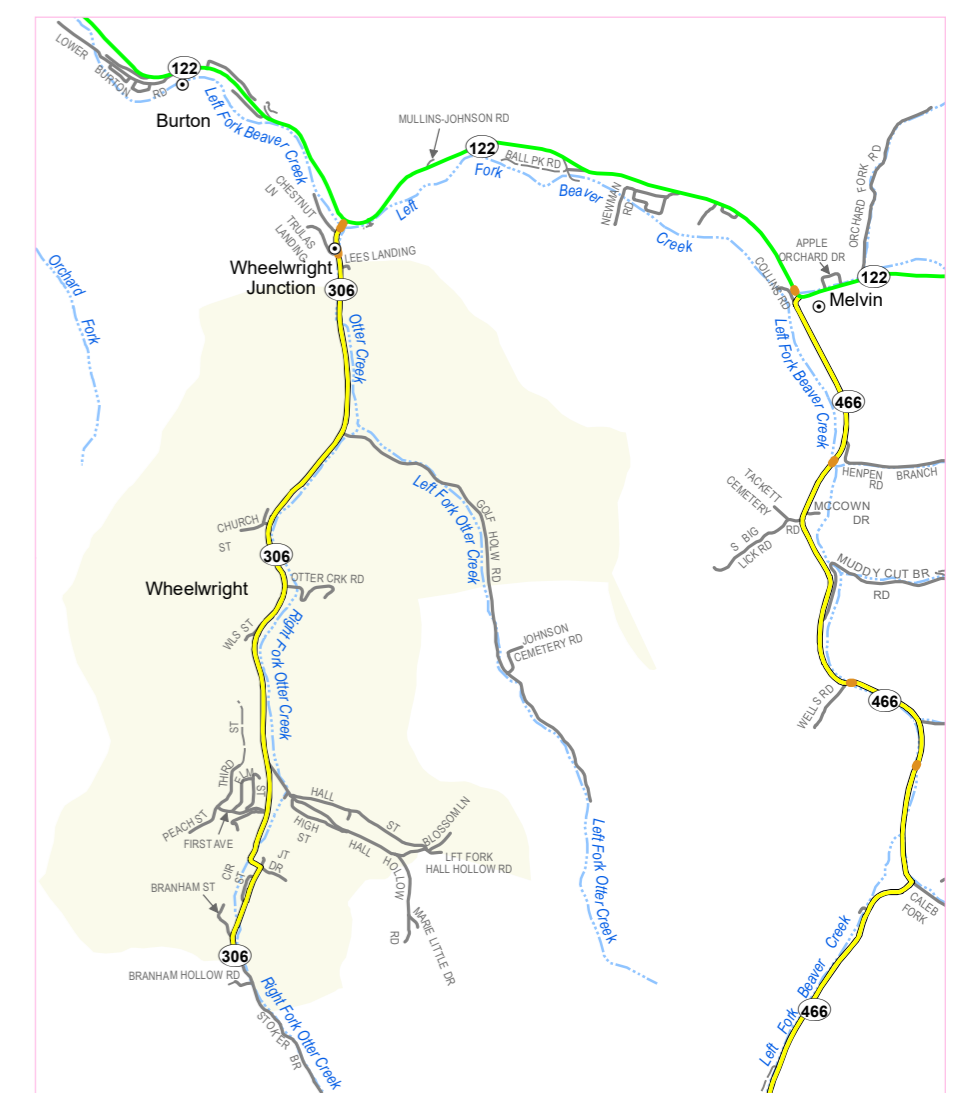 LOWER
BURTON
RD
122
Burton
Left Fork Beaver Creek
MULLINS-JOHNSON RD
122
BALL PK RD
Left
Fork
Beaver
Creek
NEWMAN
RD
ORCHARD FORK RD
CHESTNUT
LN
TRULAS
LANDING
LEES LANDING
Wheelwright
Junction
306
APPLE
ORCHARD DR
122
COLLINS RD
Melvin
Orchard
Fork
Otter Creek
Left Fork Beaver Creek
466
HENPEN
RD
BRANCH
TACKETT
CEMETERY
RD
MCCOWN
DR
S BIG
LICK RD
MUDDY CUT BR
RD
Left Fork Otter Creek
GOLF HOLW RD
CHURCH
ST
306
Wheelwright
OTTER CRK RD
WLS ST
Right Fork Otter Creek
JOHNSON
CEMETERY RD
WELLS RD
466
THIRD
ST
ELM
ST
PEACH ST
FIRST AVE
HALL
ST
HIGH
ST
HALL HOLLOW
RD
BLOSSOM LN
LFT FORK
HALL HOLLOW RD
MARIE LITTLE DR
JT
DR
CIR
ST
BRANHAM ST
306
BRANHAM HOLLOW RD
STOKER BR
Right Fork Otter Creek
Left Fork Otter Creek
CALEB
FORK
Left Fork Beaver Creek
466